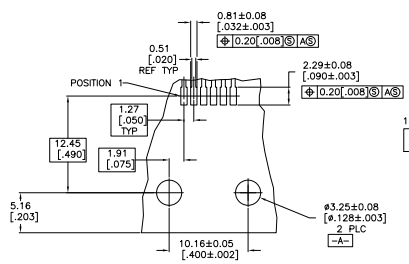 0.81±0.08
[.032±.003]
⌖ 0.20[.008]Ⓢ AⓈ
0.51
[.020]
REF TYP
2.29±0.08
[.090±.003]
⌖ 0.20[.008]Ⓢ AⓈ
POSITION 1
1.27
[.050]
TYP
1
12.45
[.490]
1.91
[.075]
5.16
[.203]
ø3.25±0.08
[ø.128±.003]
2 PLC
-A-
10.16±0.05
[.400±.002]